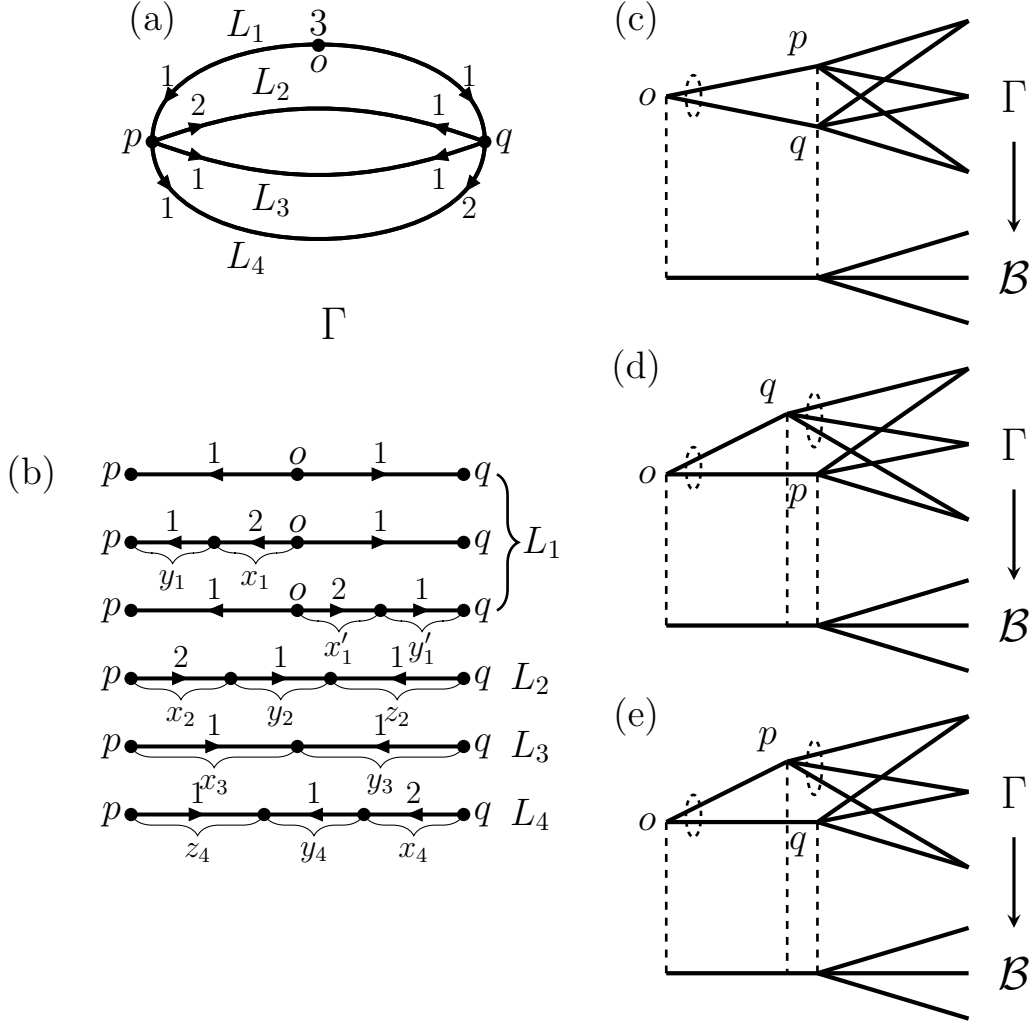 (a)
L₁ 3
o
1 L₂ 1
2 1
p q
1 1
1 L₃ 2
L₄
Γ
(b)
p 1 o 1 q
p 1 2 o 1 q L₁
y₁ x₁
p 1 o 2 1 q
x′₁ y′₁
p 2 1 1 q L₂
x₂ y₂ z₂
p 1 1 q L₃
x₃ y₃
p 1 1 2 q L₄
z₄ y₄ x₄
(c)
p
o Γ
q
ℬ
(d)
q
Γ
o
p
ℬ
(e)
p
Γ
o
q
ℬ